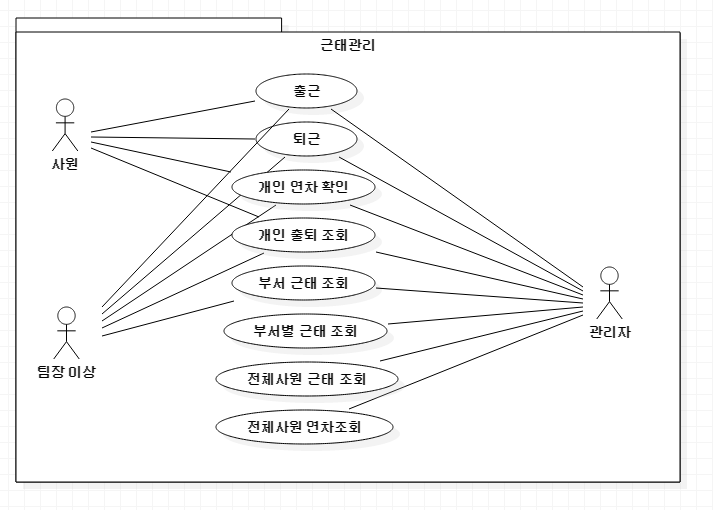 근태관리
출근
퇴근
사원
개인 연차 확인
개인 출퇴 조회
부서 근태 조회
부서별 근태 조회
관리자
팀장 이상
전체사원 근태 조회
전체사원 연차조회